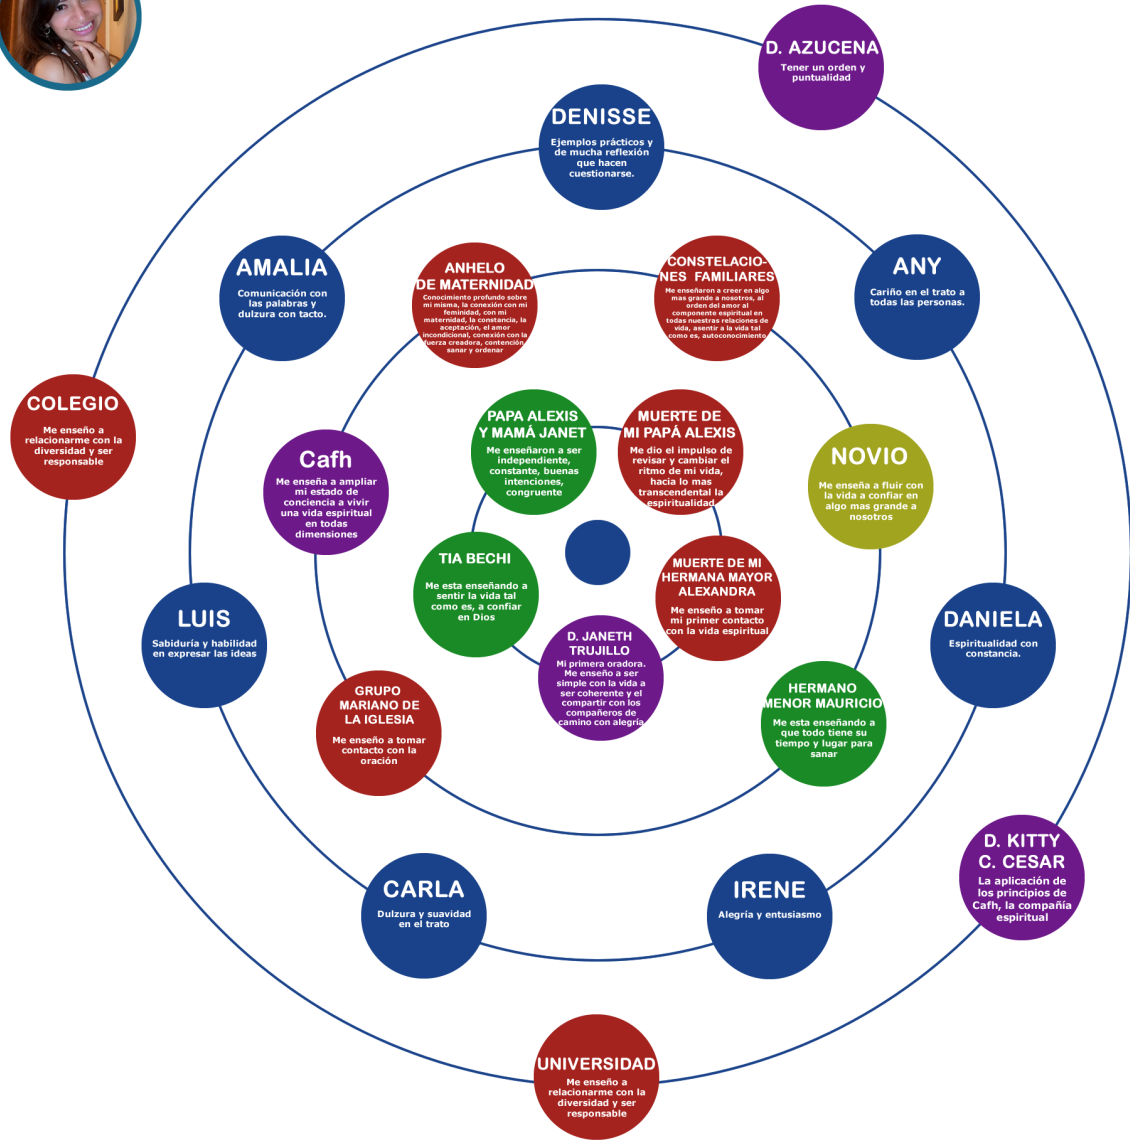 D. AZUCENA
Tener un orden y
puntualidad
DENISSE
Ejemplos prácticos y
de mucha reflexión
que hacen
cuestionarse.
AMALIA
Comunicación con
las palabras y
dulzura con tacto.
ANHELO
DE MATERNIDAD
Conocimiento profundo sobre
mi misma, la conexión con mi
feminidad, con mi
maternidad, la constancia, la
aceptación, el amor
incondicional, conexión con la
fuerza creadora, contención,
sanar y ordenar
CONSTELACIO-
NES FAMILIARES
Me enseñaron a creer en algo
mas grande a nosotros, al
orden del amor al
componente espiritual en
todas nuestras relaciones de
vida, asentir a la vida tal
como es, autoconocimiento
ANY
Cariño en el trato a
todas las personas.
COLEGIO
Me enseño a
relacionarme con la
diversidad y ser
responsable
Cafh
Me enseña a ampliar
mi estado de
conciencia a vivir
una vida espiritual
en todas
dimensiones
PAPA ALEXIS
Y MAMÁ JANET
Me enseñaron a ser
independiente,
constante, buenas
intenciones,
congruente
MUERTE DE
MI PAPÁ ALEXIS
Me dio el impulso de
revisar y cambiar el
ritmo de mi vida,
hacia lo mas
transcendental la
espiritualidad
NOVIO
Me enseña a fluir con
la vida a confiar en
algo mas grande a
nosotros
TIA BECHI
Me esta enseñando a
sentir la vida tal
como es, a confiar
en Dios
MUERTE DE MI
HERMANA MAYOR
ALEXANDRA
Me enseño a tomar
mi primer contacto
con la vida espiritual
LUIS
Sabiduría y habilidad
en expresar las ideas
D. JANETH
TRUJILLO
Mi primera oradora.
Me enseño a ser
simple con la vida a
ser coherente y el
compartir con los
compañeros de
camino con alegría
DANIELA
Espiritualidad con
constancia.
GRUPO
MARIANO DE
LA IGLESIA
Me enseño a tomar
contacto con la
oración
HERMANO
MENOR MAURICIO
Me esta enseñando a
que todo tiene su
tiempo y lugar para
sanar
CARLA
Dulzura y suavidad
en el trato
IRENE
Alegría y entusiasmo
D. KITTY
C. CESAR
La aplicación de
los principios de
Cafh, la compañía
espiritual
UNIVERSIDAD
Me enseño a
relacionarme con la
diversidad y ser
responsable